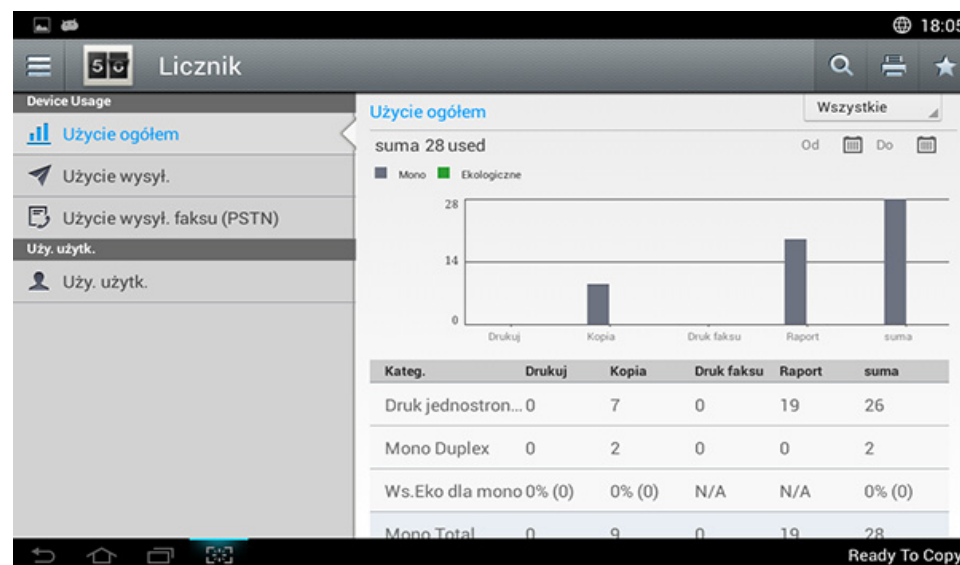 18:05
50 Licznik
Device Usage
Użycie ogółem
Użycie wysył.
Użycie wysył. faksu (PSTN)
Uży. użytk.
Uży. użytk.
Użycie ogółem Wszystkie
suma 28 used Od Do
Mono Ekologiczne
28
14
0
Drukuj Kopia Druk faksu Raport suma
Kateg. Drukuj Kopia Druk faksu Raport suma
Druk jednostron... 0 7 0 19 26
Mono Duplex 0 2 0 0 2
Ws.Eko dla mono 0% (0) 0% (0) N/A N/A 0% (0)
Mono Total 0 9 0 19 28
Ready To Copy